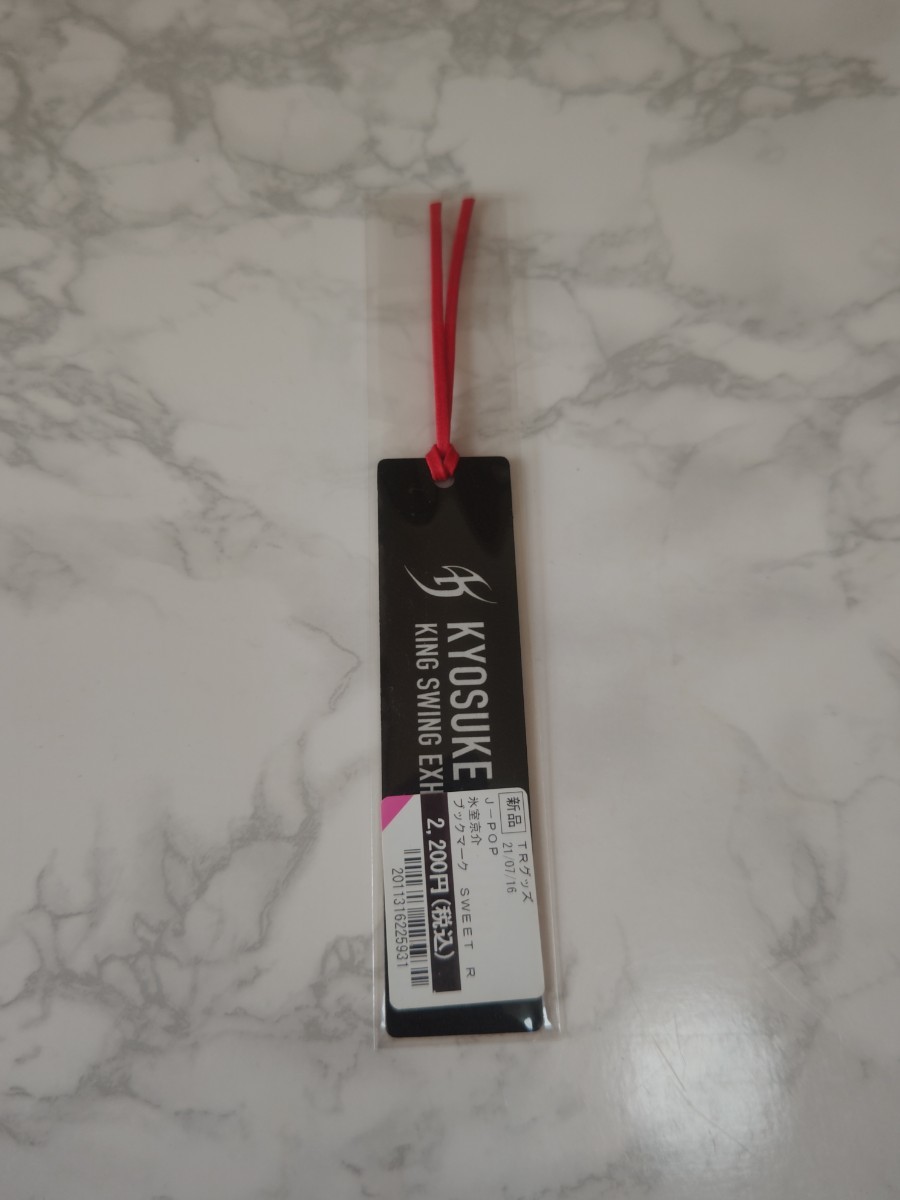 KYOSUKE
KING SWING EXH
新品 TRグッズ
21/07/16
J-POP
氷室京介
ブックマーク SWEET R
2,200円(税込)
2011316225931